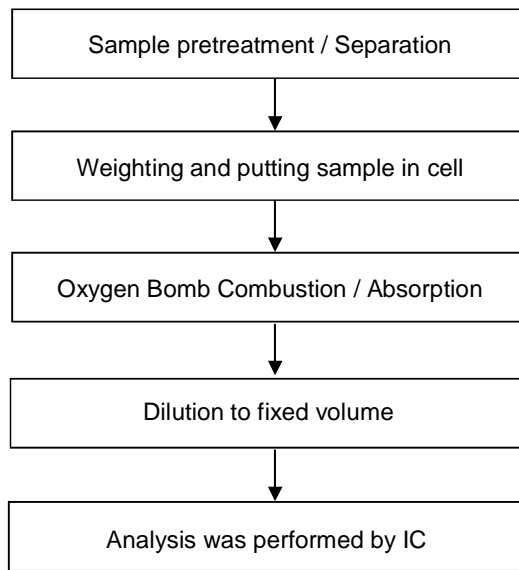 Sample pretreatment / Separation
Weighting and putting sample in cell
Oxygen Bomb Combustion / Absorption
Dilution to fixed volume
Analysis was performed by IC